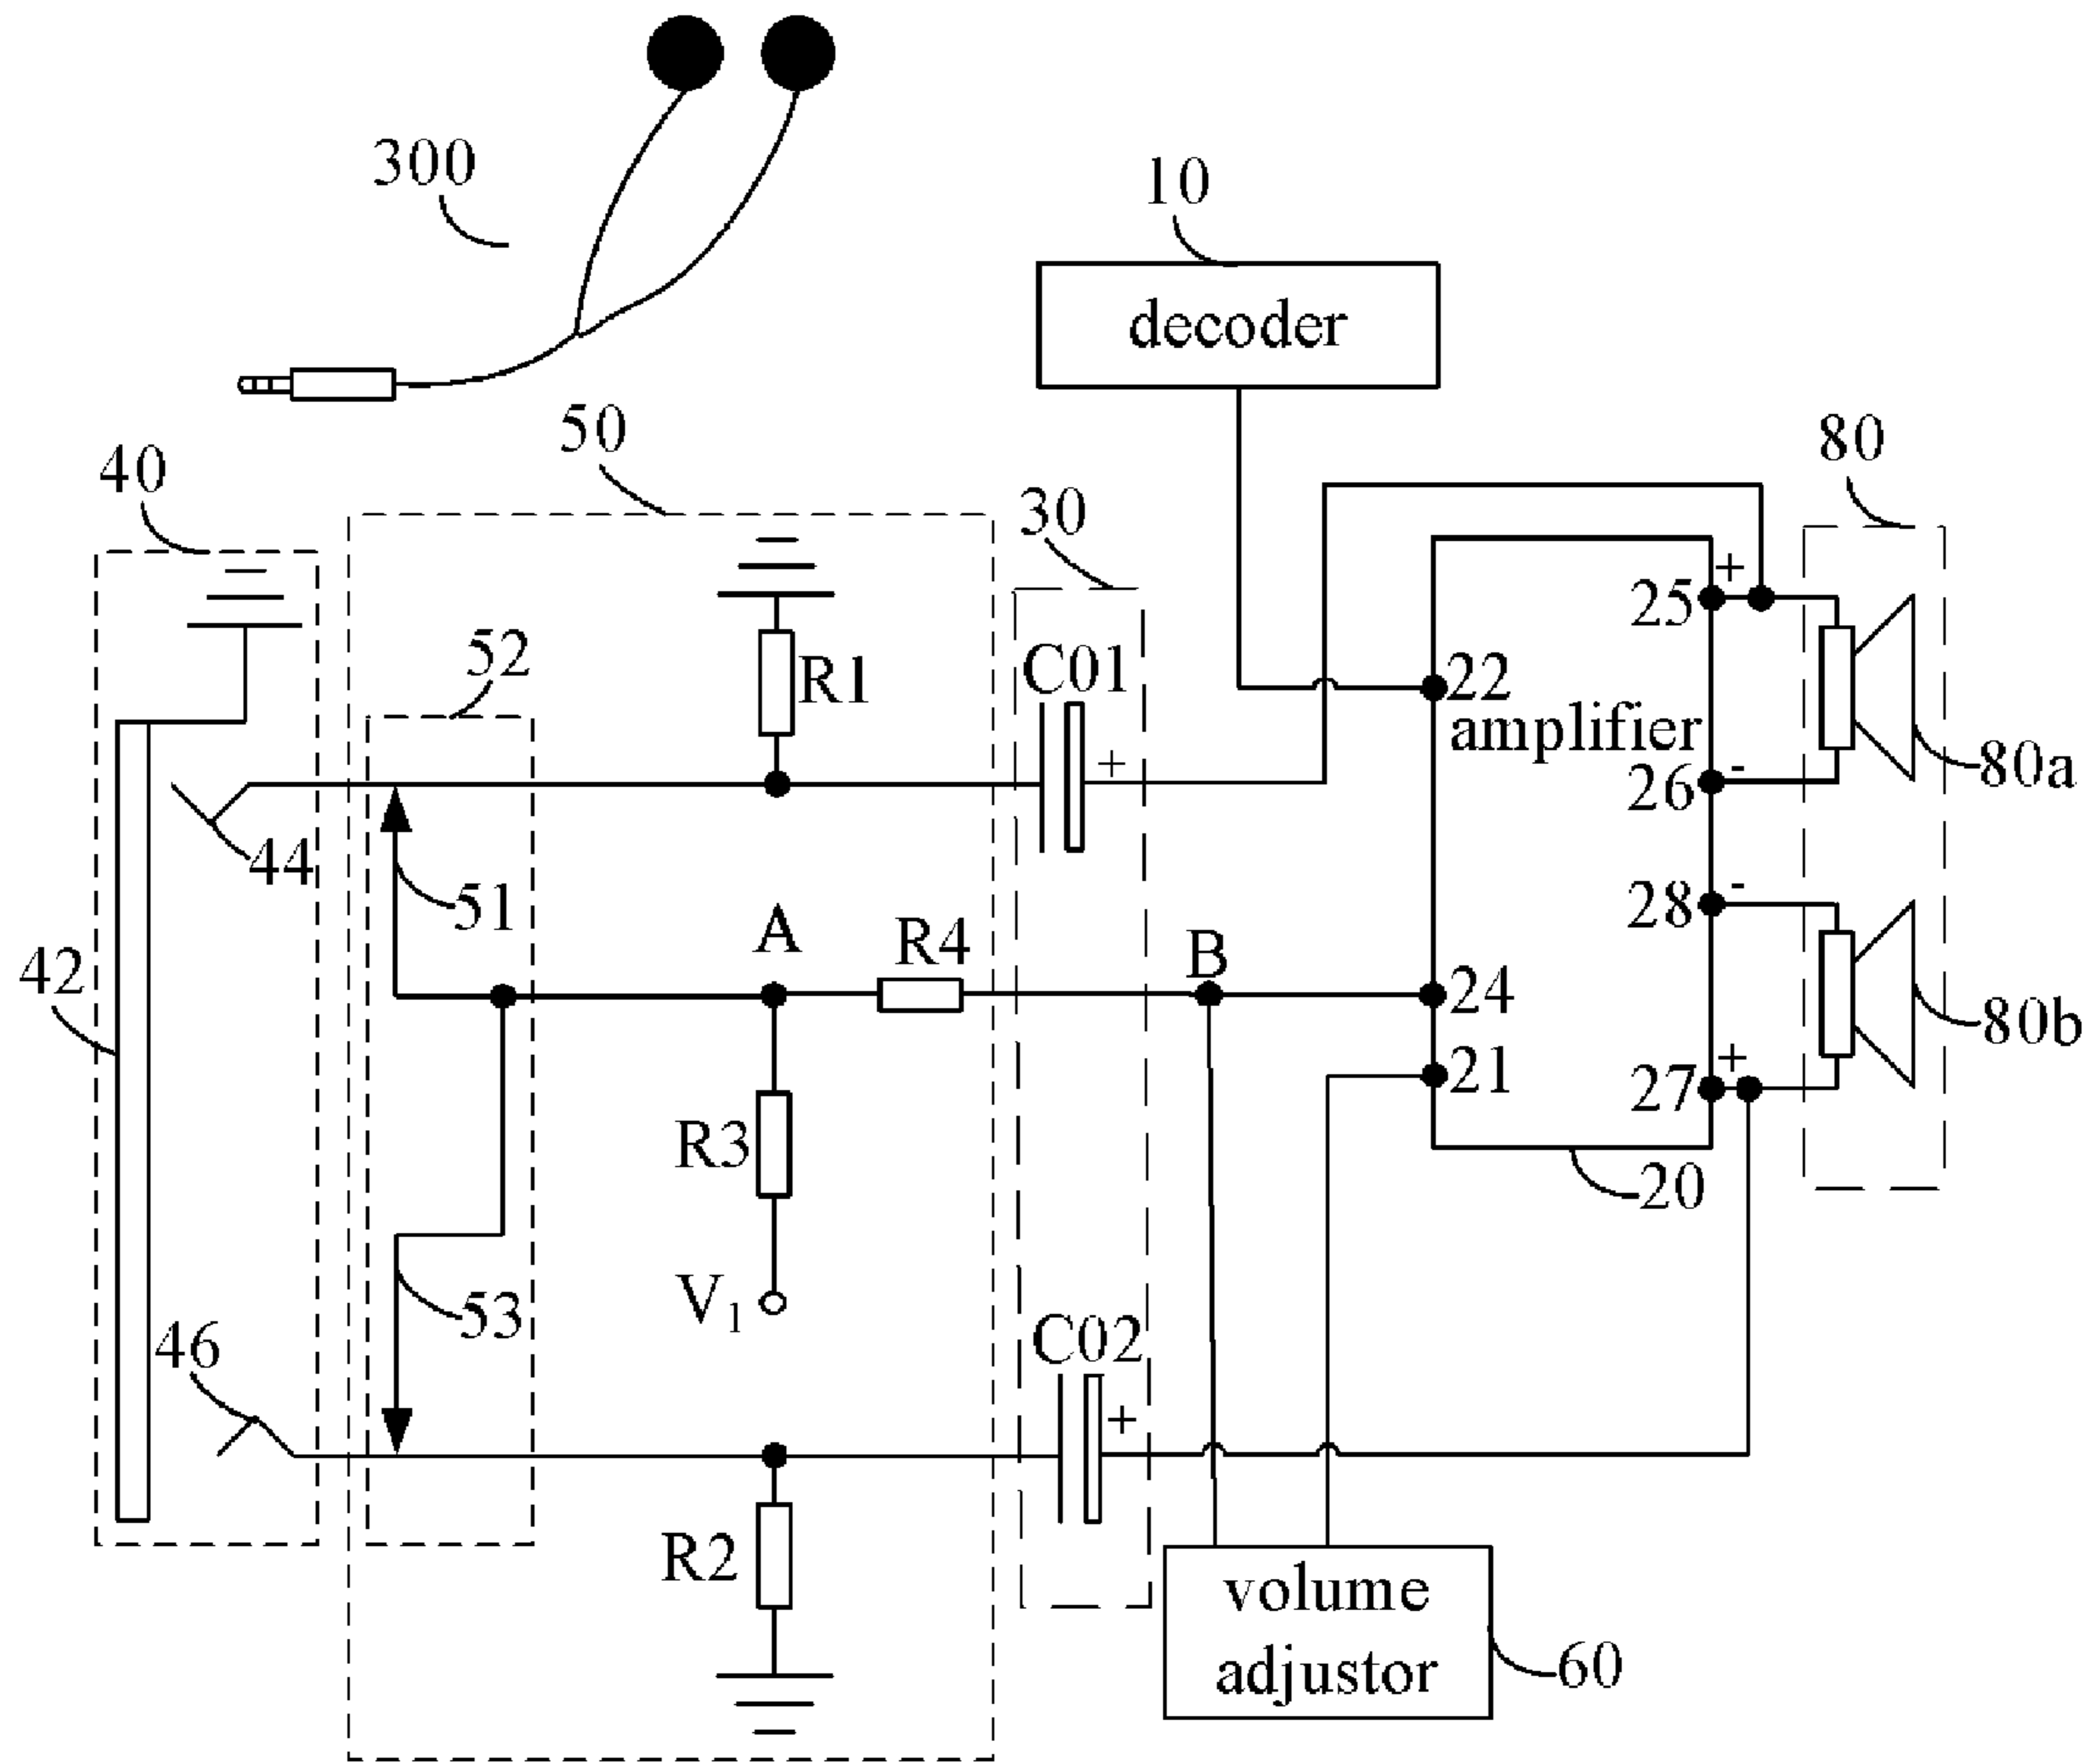 300
10
decoder
50
40
80
30
52
25
+
R1
C01
+
22
amplifier
26
-
80a
44
51
28
-
A
R4
B
42
24
80b
21
27
+
R3
20
V1
53
46
C02
+
R2
volume
adjustor
60